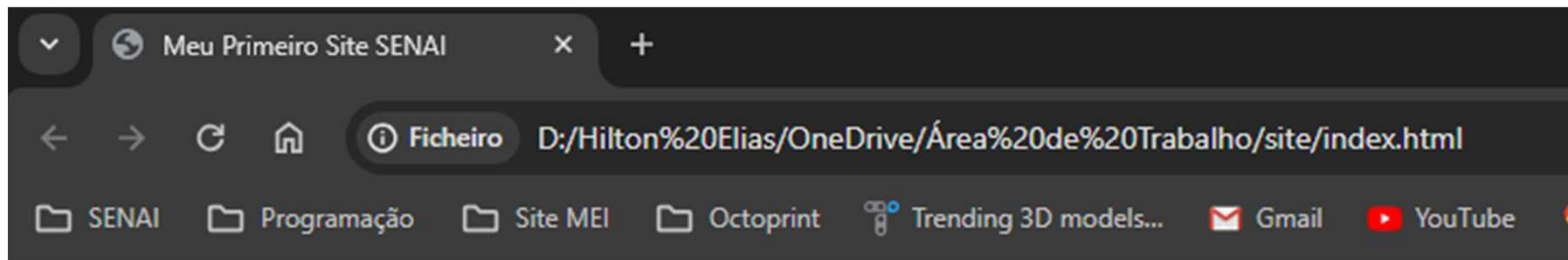 Meu Primeiro Site SENAI
Ficheiro D:/Hilton%20Elias/OneDrive/Área%20de%20Trabalho/site/index.html
SENAI Programação Site MEI Octoprint Trending 3D models... Gmail YouTube